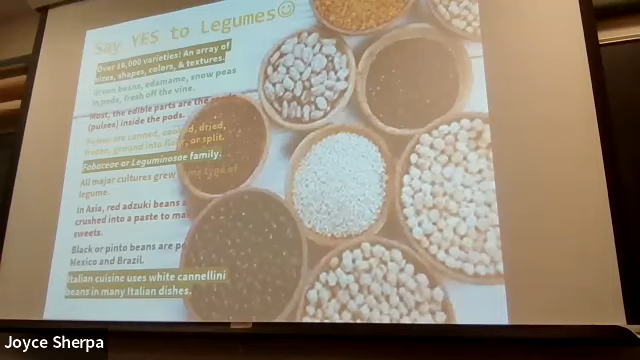 Say YES to Legumes☺
Over 16,000 varieties! An array of
sizes, shapes, colors, & textures.
Green beans, edamame, snow peas
in pods, fresh off the vine.
Most, the edible parts are the
(pulses) inside the pods.
canned, cooked, dried,
frozen, ground into flour, or split.
Fabaceae or Leguminosae family.
All major cultures grew some type of
legume.
In Asia, red adzuki beans
crushed into a paste to
sweets.
Black or pinto beans are
Mexico and Brazil.
Italian cuisine uses white cannellini
beans in many Italian dishes.
Joyce Sherpa